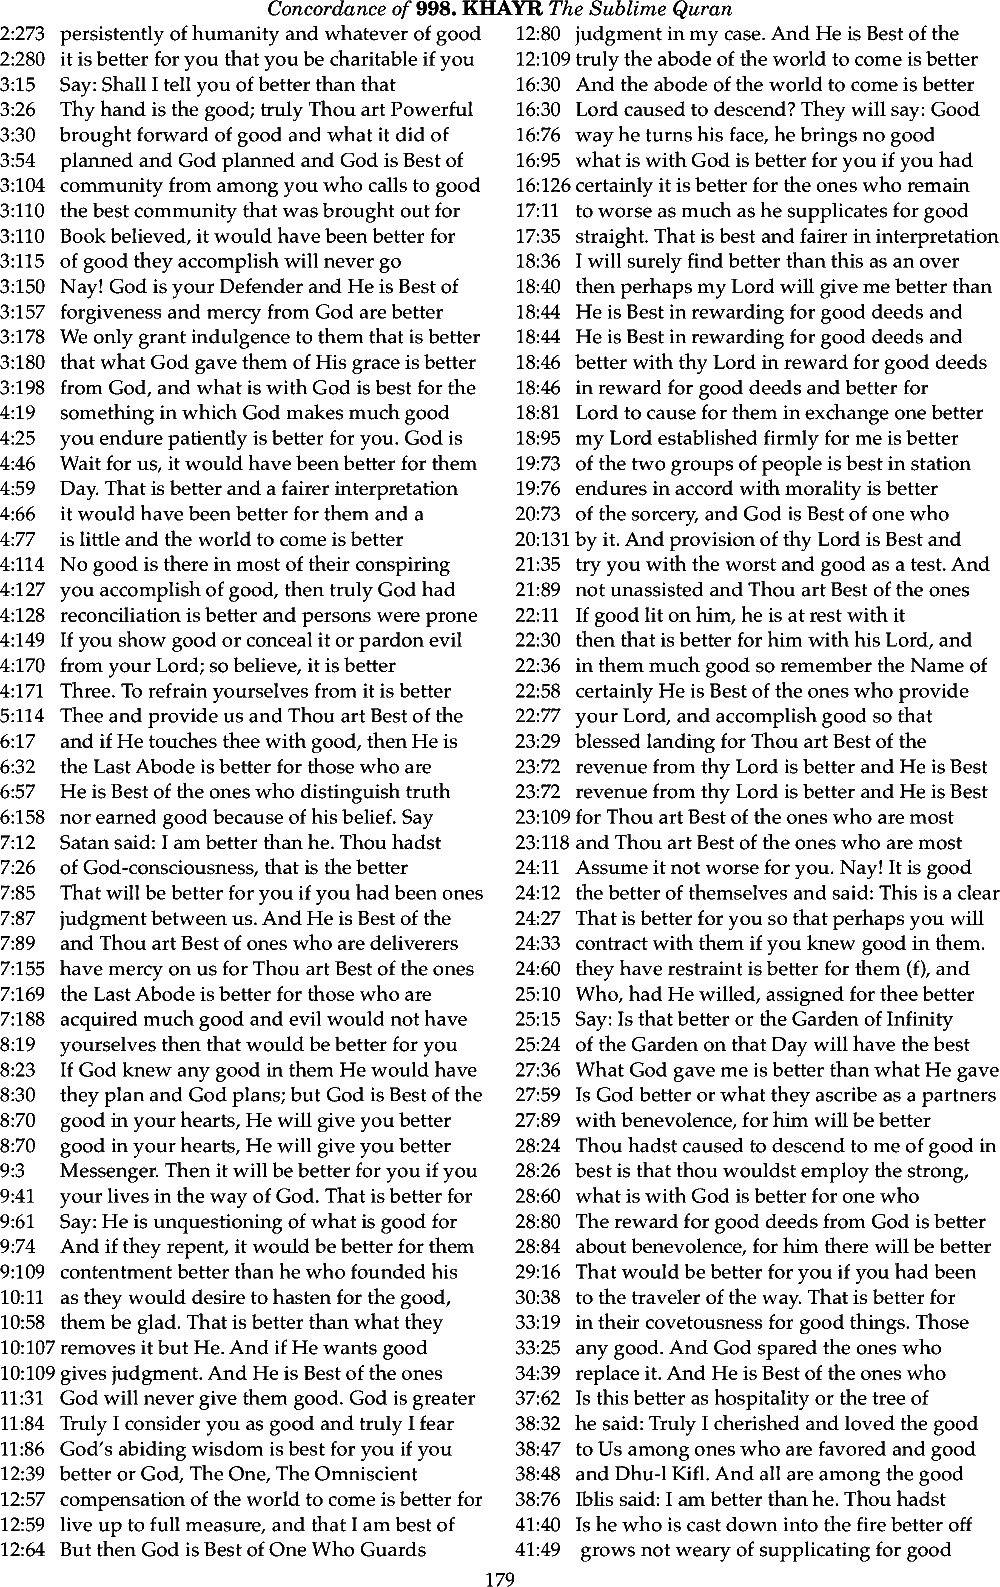 Concordance of 998. KHAYR The Sublime Quran
2:273 persistently of humanity and whatever of good
2:280 it is better for you that you be charitable if you
3:15 Say: Shall I tell you of better than that
3:26 Thy hand is the good; truly Thou art Powerful
3:30 brought forward of good and what it did of
3:54 planned and God planned and God is Best of
3:104 community from among you who calls to good
3:110 the best community that was brought out for
3:110 Book believed, it would have been better for
3:115 of good they accomplish will never go
3:150 Nay! God is your Defender and He is Best of
3:157 forgiveness and mercy from God are better
3:178 We only grant indulgence to them that is better
3:180 that what God gave them of His grace is better
3:198 from God, and what is with God is best for the
4:19 something in which God makes much good
4:25 you endure patiently is better for you. God is
4:46 Wait for us, it would have been better for them
4:59 Day. That is better and a fairer interpretation
4:66 it would have been better for them and a
4:77 is little and the world to come is better
4:114 No good is there in most of their conspiring
4:127 you accomplish of good, then truly God had
4:128 reconciliation is better and persons were prone
4:149 If you show good or conceal it or pardon evil
4:170 from your Lord; so believe, it is better
4:171 Three. To refrain yourselves from it is better
5:114 Thee and provide us and Thou art Best of the
6:17 and if He touches thee with good, then He is
6:32 the Last Abode is better for those who are
6:57 He is Best of the ones who distinguish truth
6:158 nor earned good because of his belief. Say
7:12 Satan said: I am better than he. Thou hadst
7:26 of God-consciousness, that is the better
7:85 That will be better for you if you had been ones
7:87 judgment between us. And He is Best of the
7:89 and Thou art Best of ones who are deliverers
7:155 have mercy on us for Thou art Best of the ones
7:169 the Last Abode is better for those who are
7:188 acquired much good and evil would not have
8:19 yourselves then that would be better for you
8:23 If God knew any good in them He would have
8:30 they plan and God plans; but God is Best of the
8:70 good in your hearts, He will give you better
8:70 good in your hearts, He will give you better
9:3 Messenger. Then it will be better for you if you
9:41 your lives in the way of God. That is better for
9:61 Say: He is unquestioning of what is good for
9:74 And if they repent, it would be better for them
9:109 contentment better than he who founded his
10:11 as they would desire to hasten for the good,
10:58 them be glad. That is better than what they
10:107 removes it but He. And if He wants good
10:109 gives judgment. And He is Best of the ones
11:31 God will never give them good. God is greater
11:84 Truly I consider you as good and truly I fear
11:86 God's abiding wisdom is best for you if you
12:39 better or God, The One, The Omniscient
12:57 compensation of the world to come is better for
12:59 live up to full measure, and that I am best of
12:64 But then God is Best of One Who Guards
12:80 judgment in my case. And He is Best of the
12:109 truly the abode of the world to come is better
16:30 And the abode of the world to come is better
16:30 Lord caused to descend? They will say: Good
16:76 way he turns his face, he brings no good
16:95 what is with God is better for you if you had
16:126 certainly it is better for the ones who remain
17:11 to worse as much as he supplicates for good
17:35 straight. That is best and fairer in interpretation
18:36 I will surely find better than this as an over
18:40 then perhaps my Lord will give me better than
18:44 He is Best in rewarding for good deeds and
18:44 He is Best in rewarding for good deeds and
18:46 better with thy Lord in reward for good deeds
18:46 in reward for good deeds and better for
18:81 Lord to cause for them in exchange one better
18:95 my Lord established firmly for me is better
19:73 of the two groups of people is best in station
19:76 endures in accord with morality is better
20:73 of the sorcery, and God is Best of one who
20:131 by it. And provision of thy Lord is Best and
21:35 try you with the worst and good as a test. And
21:89 not unassisted and Thou art Best of the ones
22:11 If good lit on him, he is at rest with it
22:30 then that is better for him with his Lord, and
22:36 in them much good so remember the Name of
22:58 certainly He is Best of the ones who provide
22:77 your Lord, and accomplish good so that
23:29 blessed landing for Thou art Best of the
23:72 revenue from thy Lord is better and He is Best
23:72 revenue from thy Lord is better and He is Best
23:109 for Thou art Best of the ones who are most
23:118 and Thou art Best of the ones who are most
24:11 Assume it not worse for you. Nay! It is good
24:12 the better of themselves and said: This is a clear
24:27 That is better for you so that perhaps you will
24:33 contract with them if you knew good in them.
24:60 they have restraint is better for them (f), and
25:10 Who, had He willed, assigned for thee better
25:15 Say: Is that better or the Garden of Infinity
25:24 of the Garden on that Day will have the best
27:36 What God gave me is better than what He gave
27:59 Is God better or what they ascribe as a partners
27:89 with benevolence, for him will be better
28:24 Thou hadst caused to descend to me of good in
28:26 best is that thou wouldst employ the strong,
28:60 what is with God is better for one who
28:80 The reward for good deeds from God is better
28:84 about benevolence, for him there will be better
29:16 That would be better for you if you had been
30:38 to the traveler of the way. That is better for
33:19 in their covetousness for good things. Those
33:25 any good. And God spared the ones who
34:39 replace it. And He is Best of the ones who
37:62 Is this better as hospitality or the tree of
38:32 he said: Truly I cherished and loved the good
38:47 to Us among ones who are favored and good
38:48 and Dhu-l Kifl. And all are among the good
38:76 Iblis said: I am better than he. Thou hadst
41:40 Is he who is cast down into the fire better off
41:49 grows not weary of supplicating for good
179